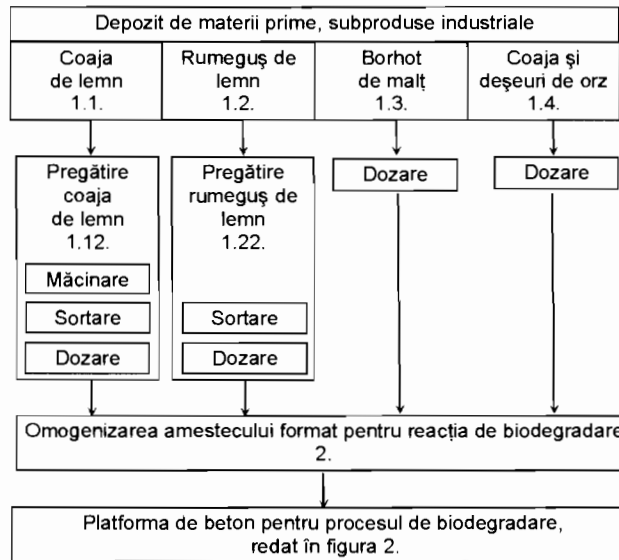 Depozit de materii prime, subproduse industriale
Coaja
de lemn
1.1.
Rumeguş de
lemn
1.2.
Borhot
de malţ
1.3.
Coaja şi
deşeuri de orz
1.4.
Pregătire
coaja
de lemn
1.12.
Măcinare
Sortare
Dozare
Pregătire
rumeguş de
lemn
1.22.
Sortare
Dozare
Dozare
Dozare
Omogenizarea amestecului format pentru reacţia de biodegradare
2.
Platforma de beton pentru procesul de biodegradare,
redat în figura 2.